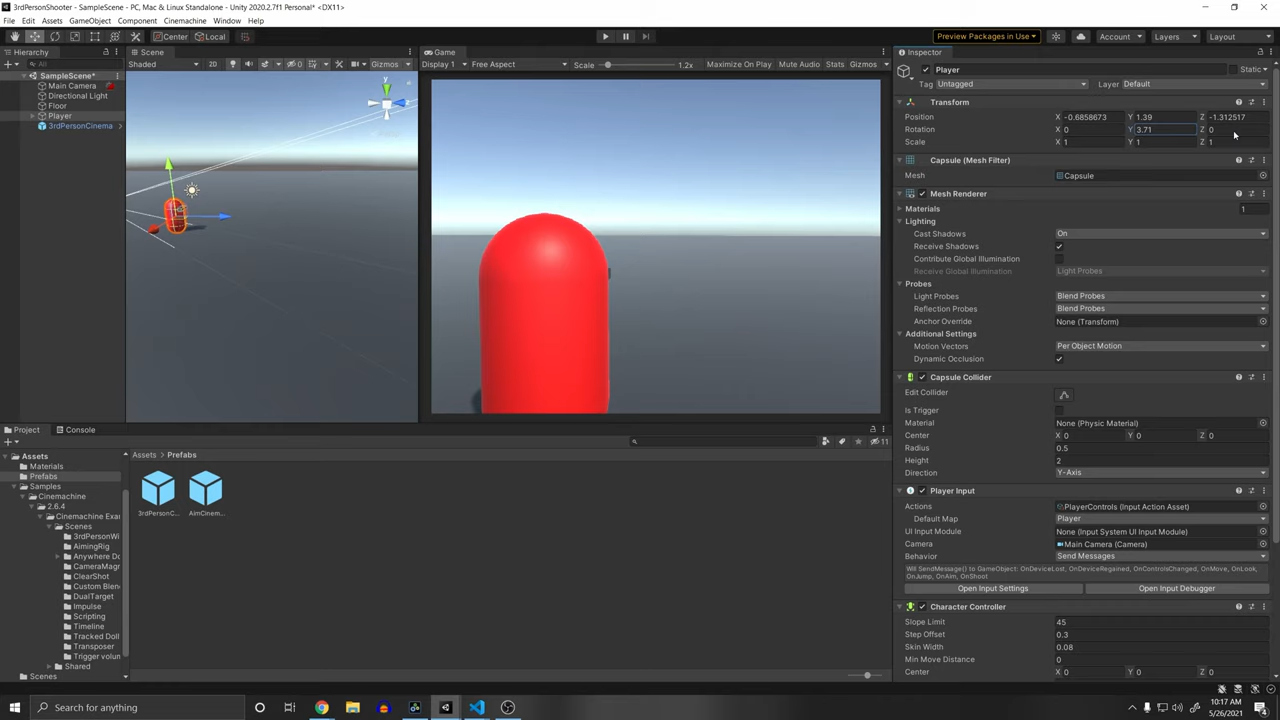 3rdPersonShooter - SampleScene - PC, Mac & Linux Standalone - Unity 2020.2.7f1 Personal* <DX11>
File Edit Assets GameObject Component Cinemachine Window Help
Center Local Preview Packages in Use Account Layers Layout
Hierarchy Scene Game Inspector
All Shaded 2D 0 Gizmos Display 1 Free Aspect Scale 1.2x Maximize On Play Mute Audio Stats Gizmos Player Static
SampleScene*
Main Camera
Directional Light
Floor
Player
3rdPersonCinema
y
z
Tag Untagged Layer Default
Transform
Position X -0.6858673 Y 1.39 Z -1.312517
Rotation X 0 Y 3.71 Z 0
Scale X 1 Y 1 Z 1
Capsule (Mesh Filter)
Mesh Capsule
Mesh Renderer
Materials 1
Lighting
Cast Shadows On
Receive Shadows
Contribute Global Illumination
Receive Global Illumination Light Probes
Probes
Light Probes Blend Probes
Reflection Probes Blend Probes
Anchor Override None (Transform)
Additional Settings
Motion Vectors Per Object Motion
Dynamic Occlusion
Capsule Collider
Edit Collider
Is Trigger
Material None (Physic Material)
Center X 0 Y 0 Z 0
Radius 0.5
Height 2
Direction Y-Axis
Player Input
Actions PlayerControls (Input Action Asset)
Default Map Player
UI Input Module None (Input System UI Input Module)
Camera Main Camera (Camera)
Behavior Send Messages
Will SendMessage() to GameObject: OnDeviceLost, OnDeviceRegained, OnControlsChanged, OnMove, OnLook,
OnJump, OnAim, OnShoot
Open Input Settings Open Input Debugger
Character Controller
Slope Limit 45
Step Offset 0.3
Skin Width 0.08
Min Move Distance 0
Center X 0 Y 0 Z 0
Project Console
11
Assets
Materials
Prefabs
Samples
Cinemachine
2.6.4
Cinemachine Exa
Scenes
3rdPersonWi
AimingRig
Anywhere Do
CameraMagn
ClearShot
Custom Blen
DualTarget
Impulse
Scripting
Timeline
Tracked Doll
Transposer
Trigger volum
Shared
Scenes
Assets Prefabs
3rdPersonC... AimCinem...
Search for anything
10:17 AM
5/26/2021
4